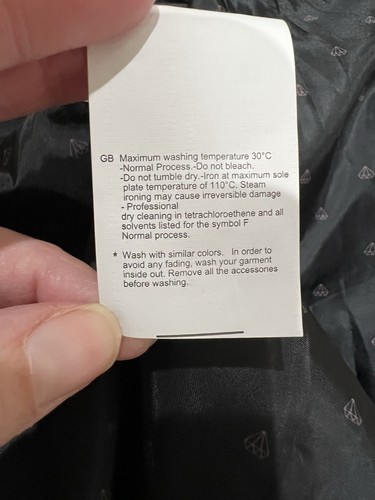 GB Maximum washing temperature 30°C
-Normal Process.-Do not bleach.
-Do not tumble dry.-Iron at maximum sole
plate temperature of 110°C. Steam
ironing may cause irreversible damage
- Professional
dry cleaning in tetrachloroethene and all
solvents listed for the symbol F
Normal process.
* Wash with similar colors. In order to
avoid any fading, wash your garment
inside out. Remove all the accessories
before washing.